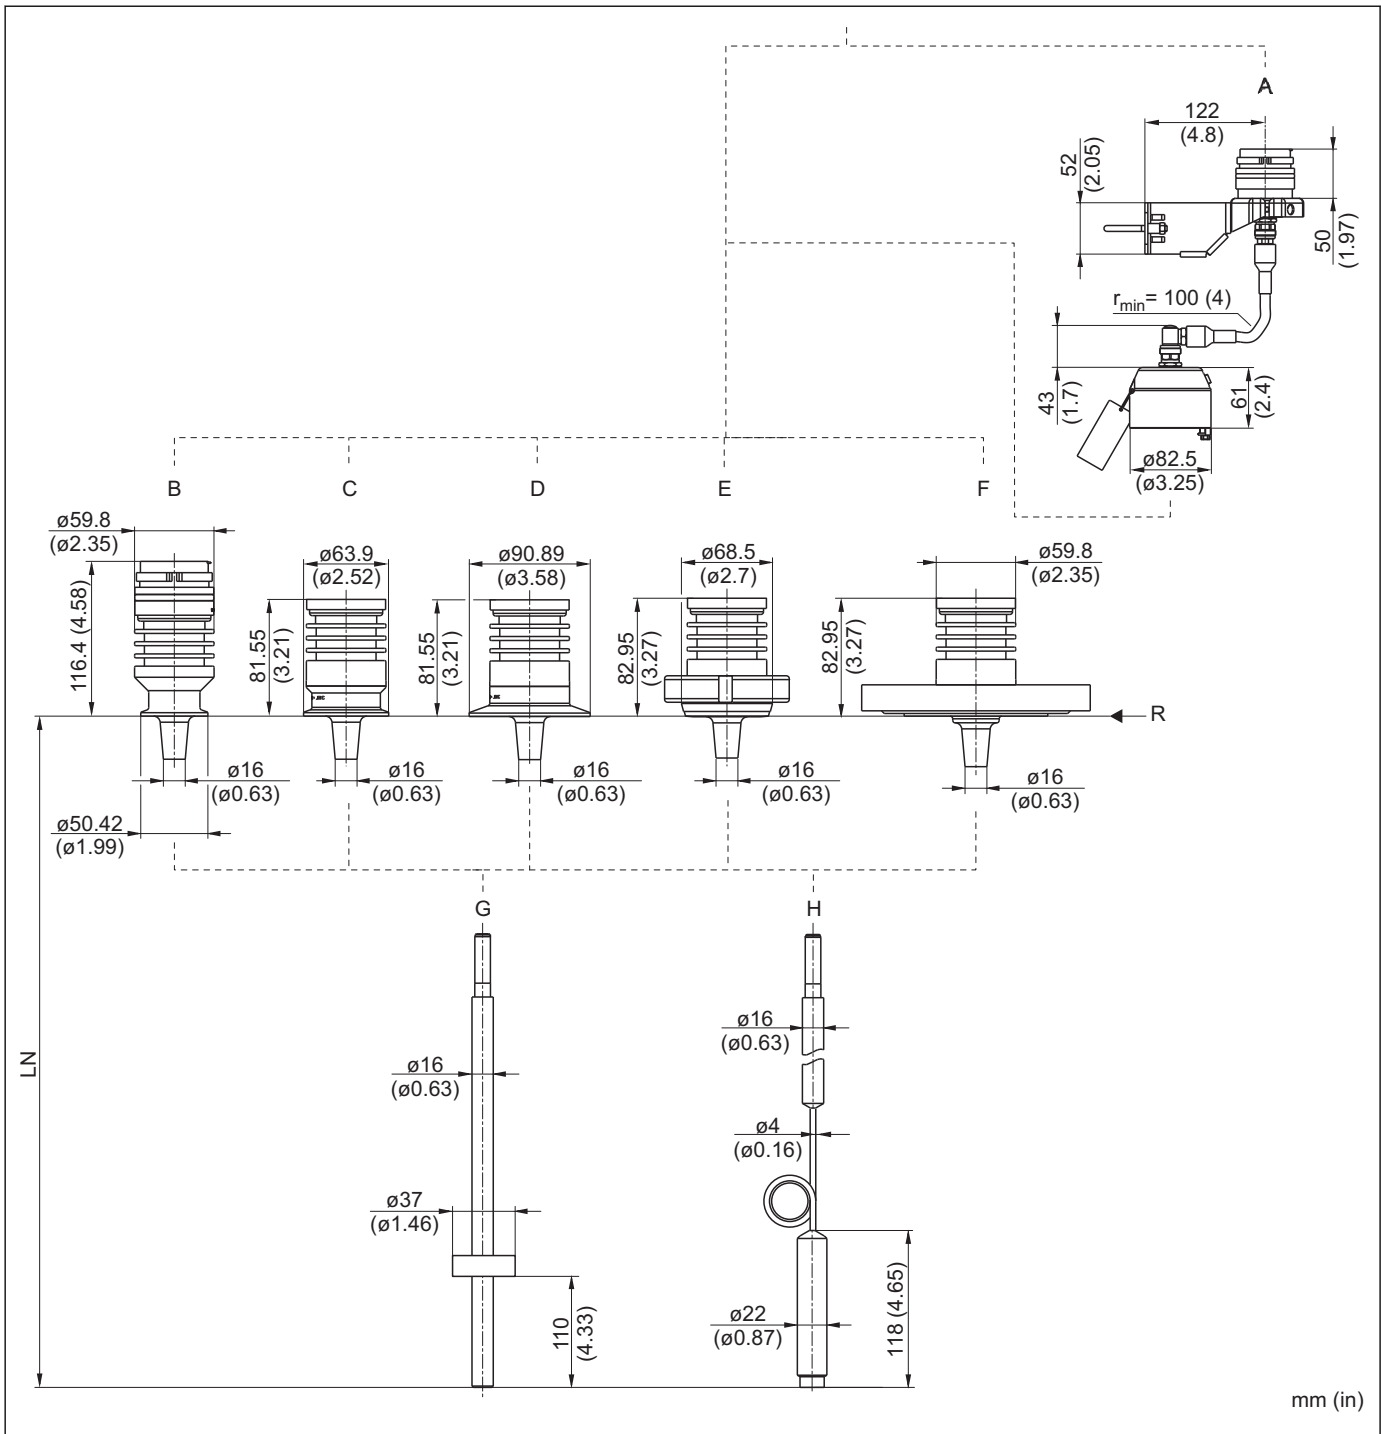 A
122
(4.8)
52
(2.05)
50
(1.97)
rmin= 100 (4)
43
(1.7)
61
(2.4)
ø82.5
(ø3.25)
B
C
D
E
F
ø59.8
(ø2.35)
ø63.9
(ø2.52)
ø90.89
(ø3.58)
ø68.5
(ø2.7)
ø59.8
(ø2.35)
116.4 (4.58)
81.55
(3.21)
81.55
(3.21)
82.95
(3.27)
82.95
(3.27)
R
ø16
(ø0.63)
ø16
(ø0.63)
ø16
(ø0.63)
ø16
(ø0.63)
ø16
(ø0.63)
ø50.42
(ø1.99)
G
H
LN
ø16
(ø0.63)
ø16
(ø0.63)
ø4
(ø0.16)
ø37
(ø1.46)
110
(4.33)
ø22
(ø0.87)
118 (4.65)
mm (in)